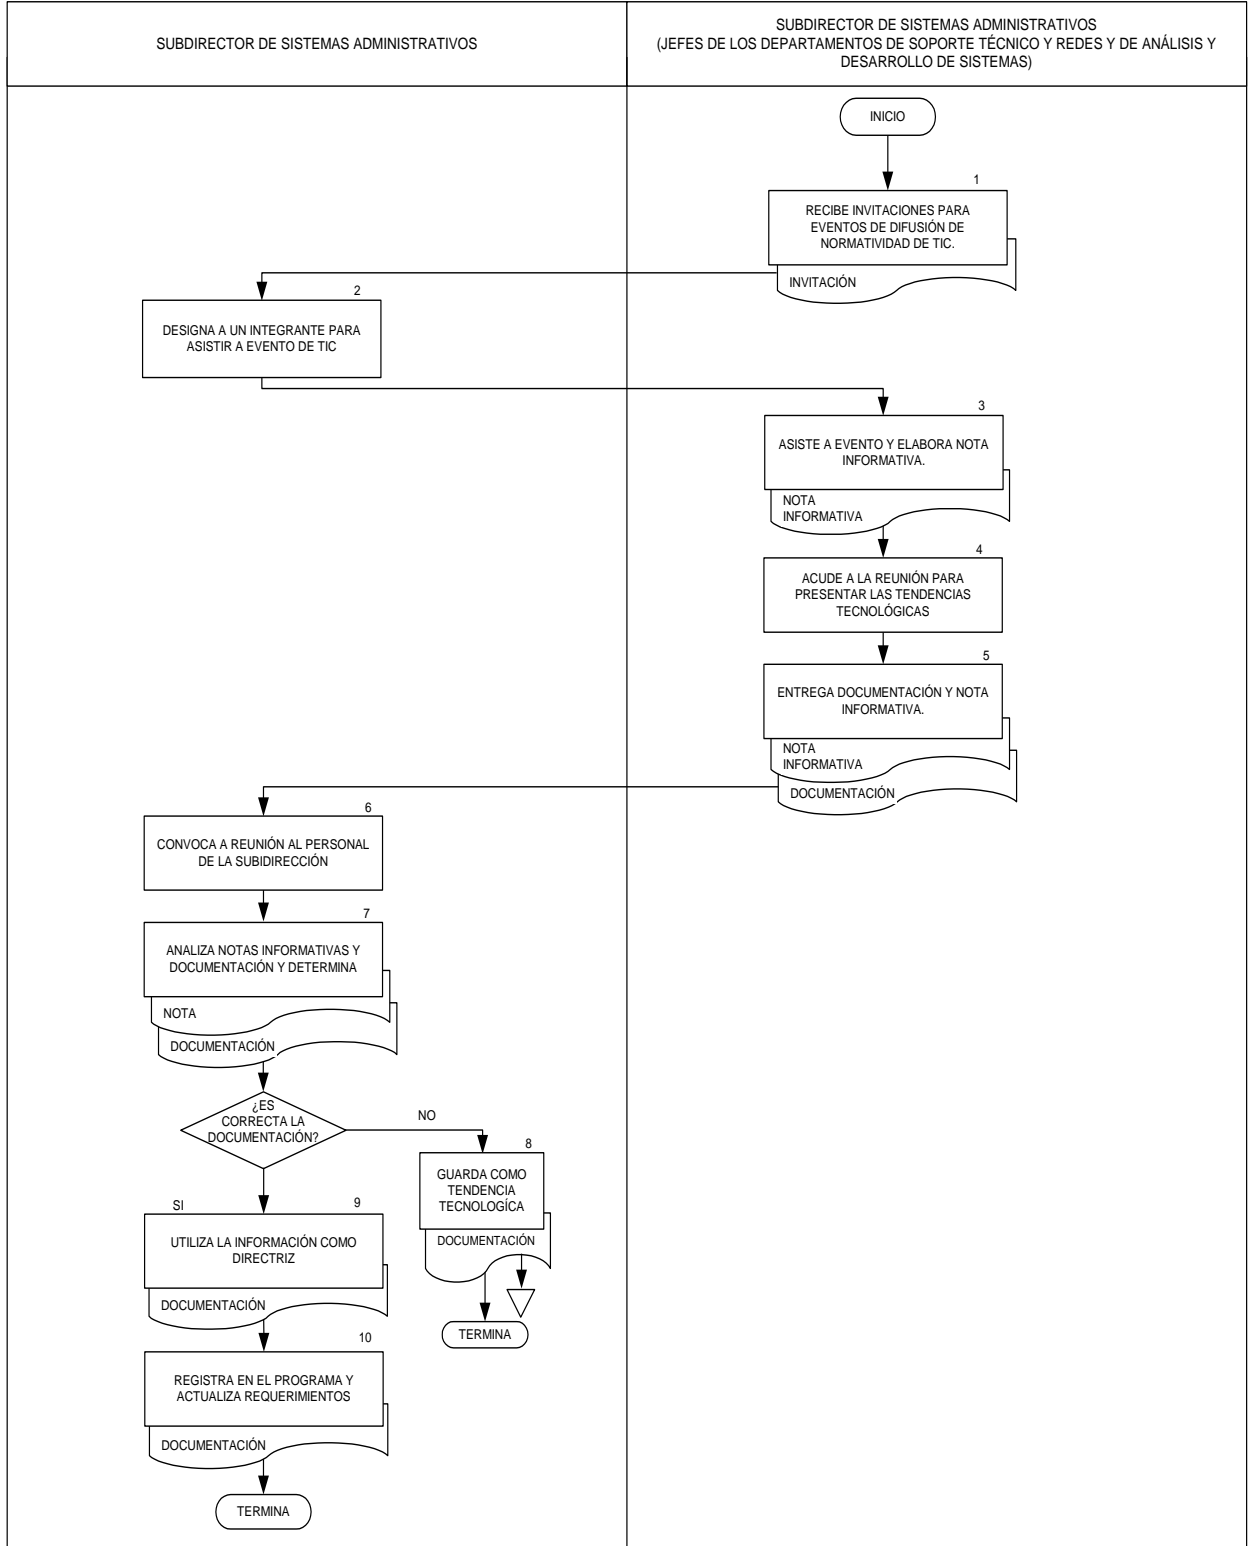 SUBDIRECTOR DE SISTEMAS ADMINISTRATIVOS
SUBDIRECTOR DE SISTEMAS ADMINISTRATIVOS
(JEFES DE LOS DEPARTAMENTOS DE SOPORTE TÉCNICO Y REDES Y DE ANÁLISIS Y
DESARROLLO DE SISTEMAS)
INICIO
1
RECIBE INVITACIONES PARA
EVENTOS DE DIFUSIÓN DE
NORMATIVIDAD DE TIC.
INVITACIÓN
2
DESIGNA A UN INTEGRANTE PARA
ASISTIR A EVENTO DE TIC
3
ASISTE A EVENTO Y ELABORA NOTA
INFORMATIVA.
NOTA
INFORMATIVA
4
ACUDE A LA REUNIÓN PARA
PRESENTAR LAS TENDENCIAS
TECNOLÓGICAS
5
ENTREGA DOCUMENTACIÓN Y NOTA
INFORMATIVA.
NOTA
INFORMATIVA
DOCUMENTACIÓN
6
CONVOCA A REUNIÓN AL PERSONAL
DE LA SUBIDIRECCIÓN
7
ANALIZA NOTAS INFORMATIVAS Y
DOCUMENTACIÓN Y DETERMINA
NOTA
DOCUMENTACIÓN
¿ES
CORRECTA LA
DOCUMENTACIÓN?
NO
8
GUARDA COMO
TENDENCIA
TECNOLOGÍCA
DOCUMENTACIÓN
TERMINA
SI
9
UTILIZA LA INFORMACIÓN COMO
DIRECTRIZ
DOCUMENTACIÓN
10
REGISTRA EN EL PROGRAMA Y
ACTUALIZA REQUERIMIENTOS
DOCUMENTACIÓN
TERMINA